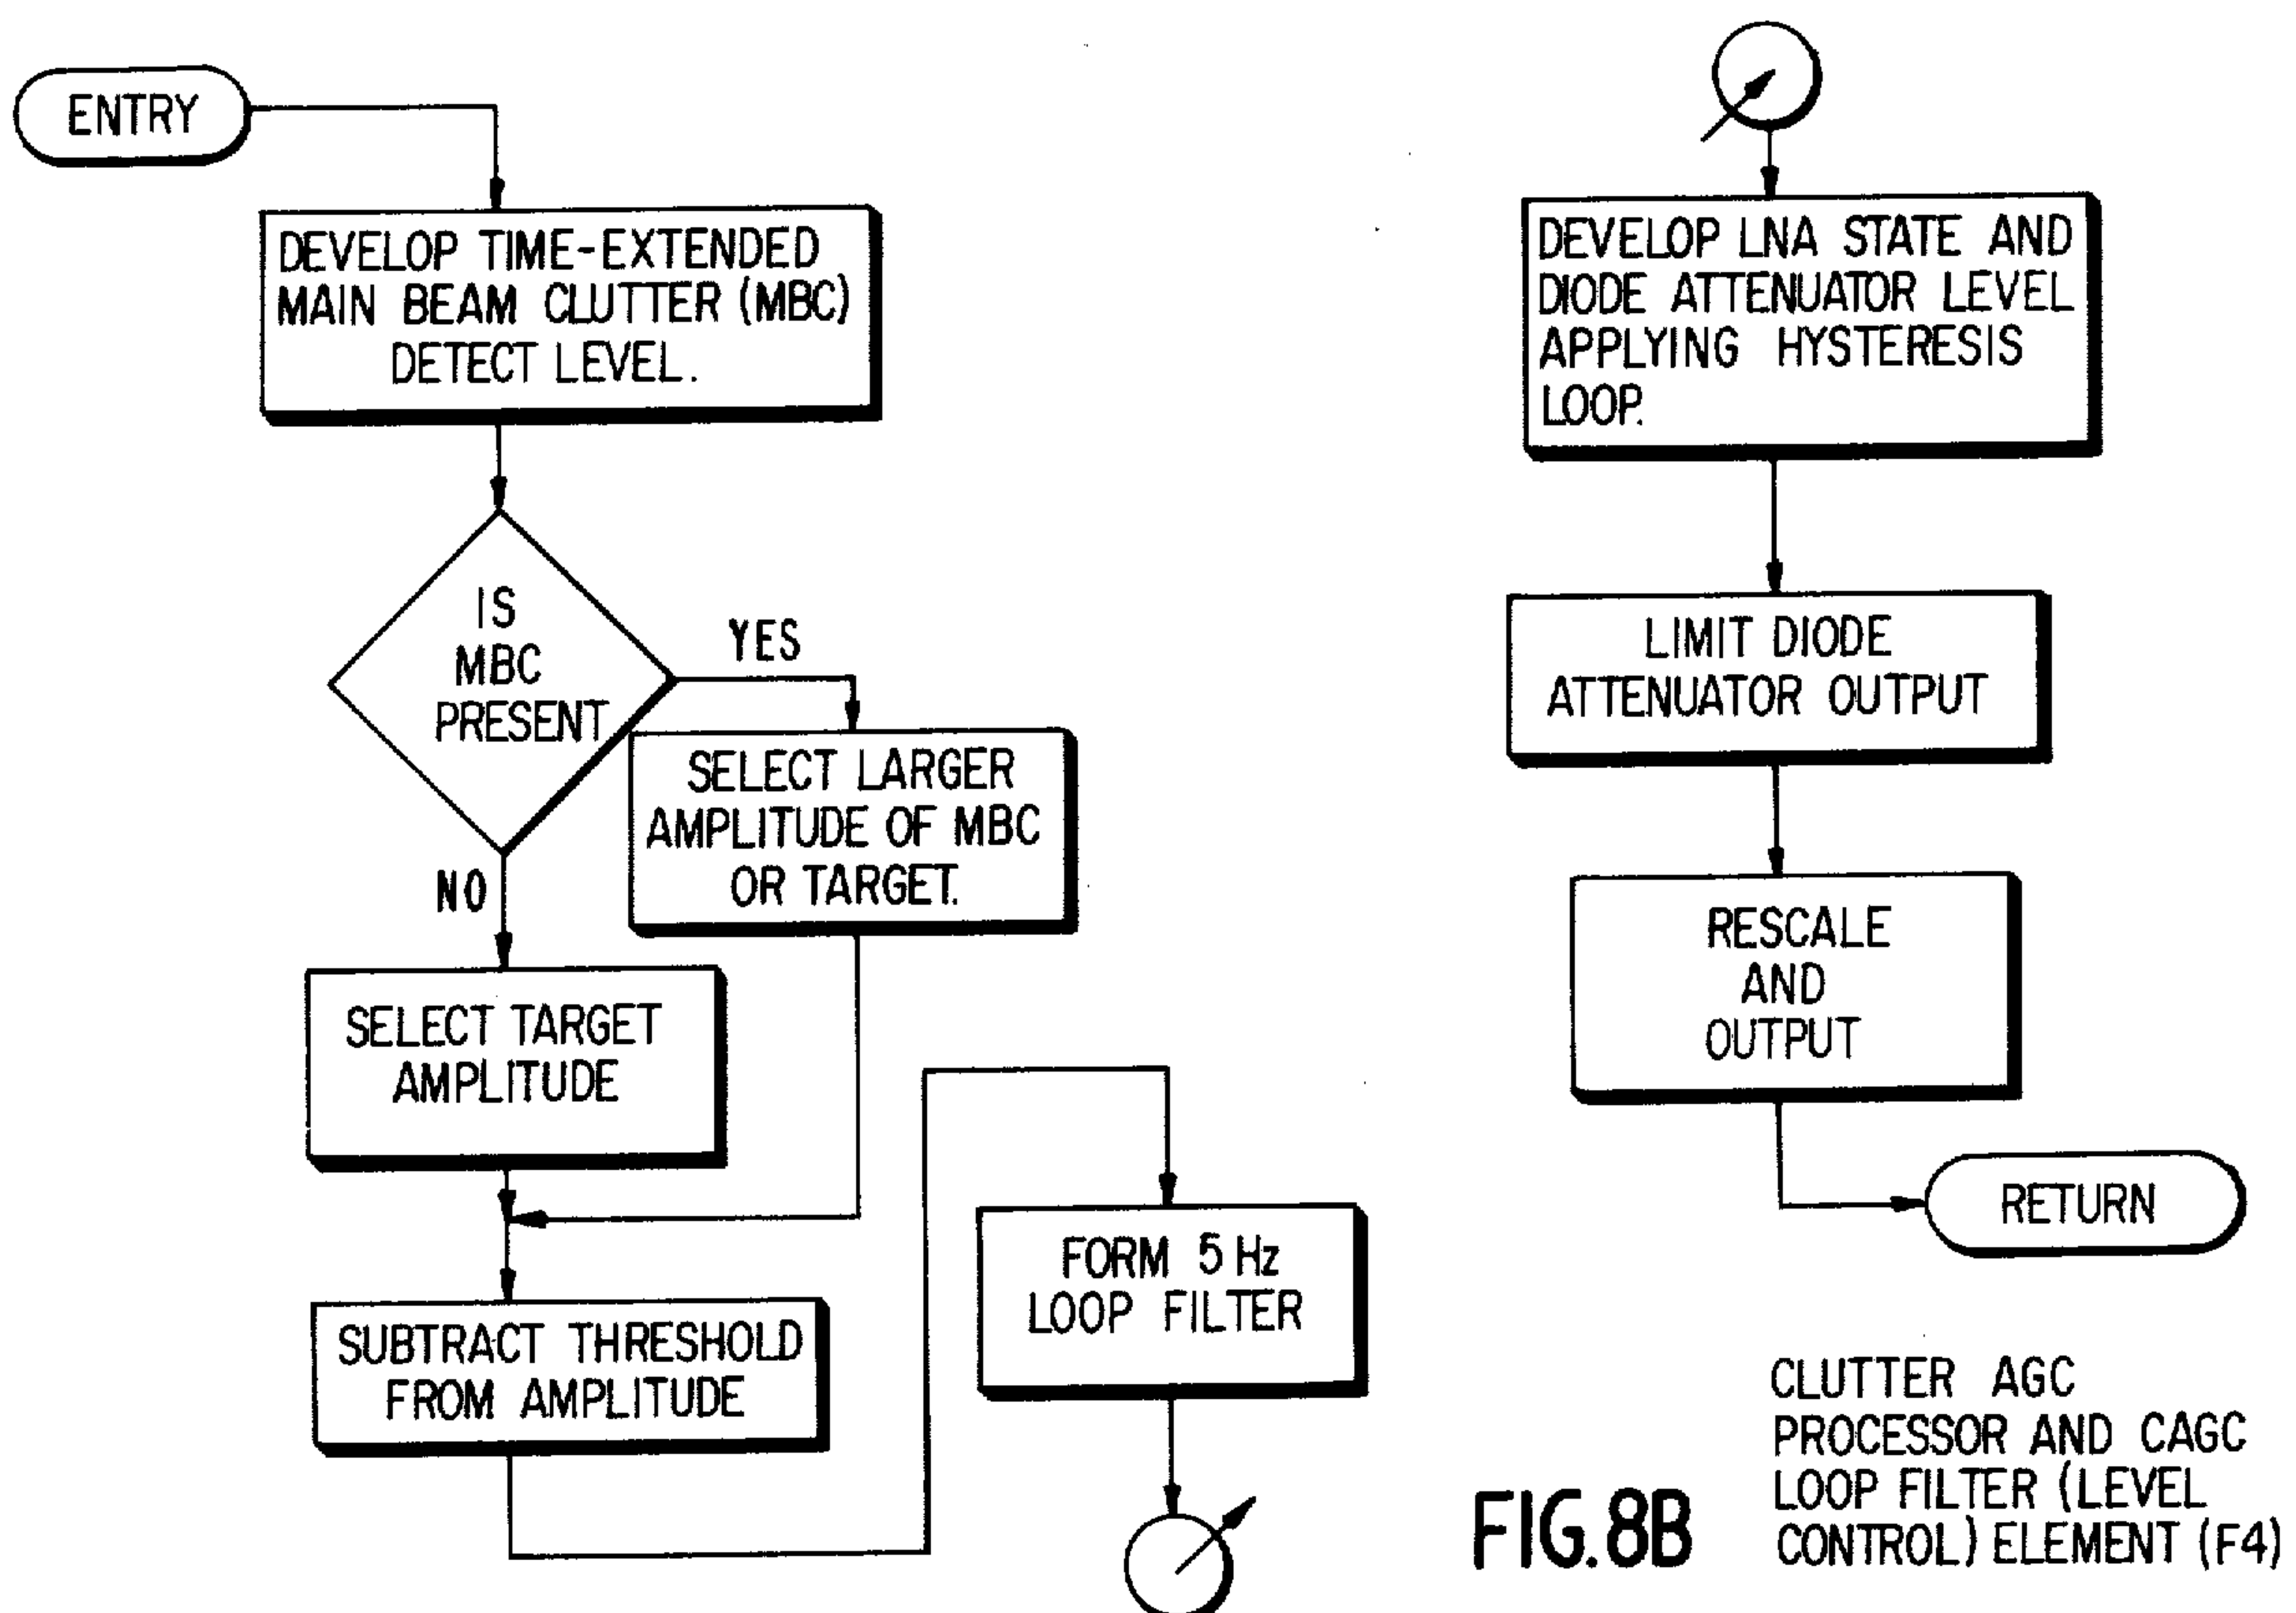 ENTRY
DEVELOP TIME-EXTENDED
MAIN BEAM CLUTTER (MBC)
DETECT LEVEL.
IS
MBC
PRESENT
YES
SELECT LARGER
AMPLITUDE OF MBC
OR TARGET.
NO
SELECT TARGET
AMPLITUDE
SUBTRACT THRESHOLD
FROM AMPLITUDE
FORM 5 Hz
LOOP FILTER
DEVELOP LNA STATE AND
DIODE ATTENUATOR LEVEL
APPLYING HYSTERESIS
LOOP.
LIMIT DIODE
ATTENUATOR OUTPUT
RESCALE
AND
OUTPUT
RETURN
FIG.8B
CLUTTER AGC
PROCESSOR AND CAGC
LOOP FILTER (LEVEL
CONTROL) ELEMENT (F4)